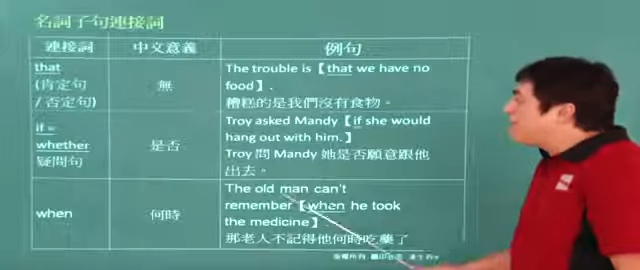 名詞子句連接詞
連接詞 中文意義 例句
that
(肯定句
/否定句)
無
The trouble is【that we have no
food】.
糟糕的是我們沒有食物。
if =
whether
疑問句
是否
Troy asked Mandy【if she would
hang out with him.】
Troy 問 Mandy 她是否願意跟他
出去。
when
何時
The old man can't
remember【when he took
the medicine】.
那老人不記得他何時吃藥了
版權所有